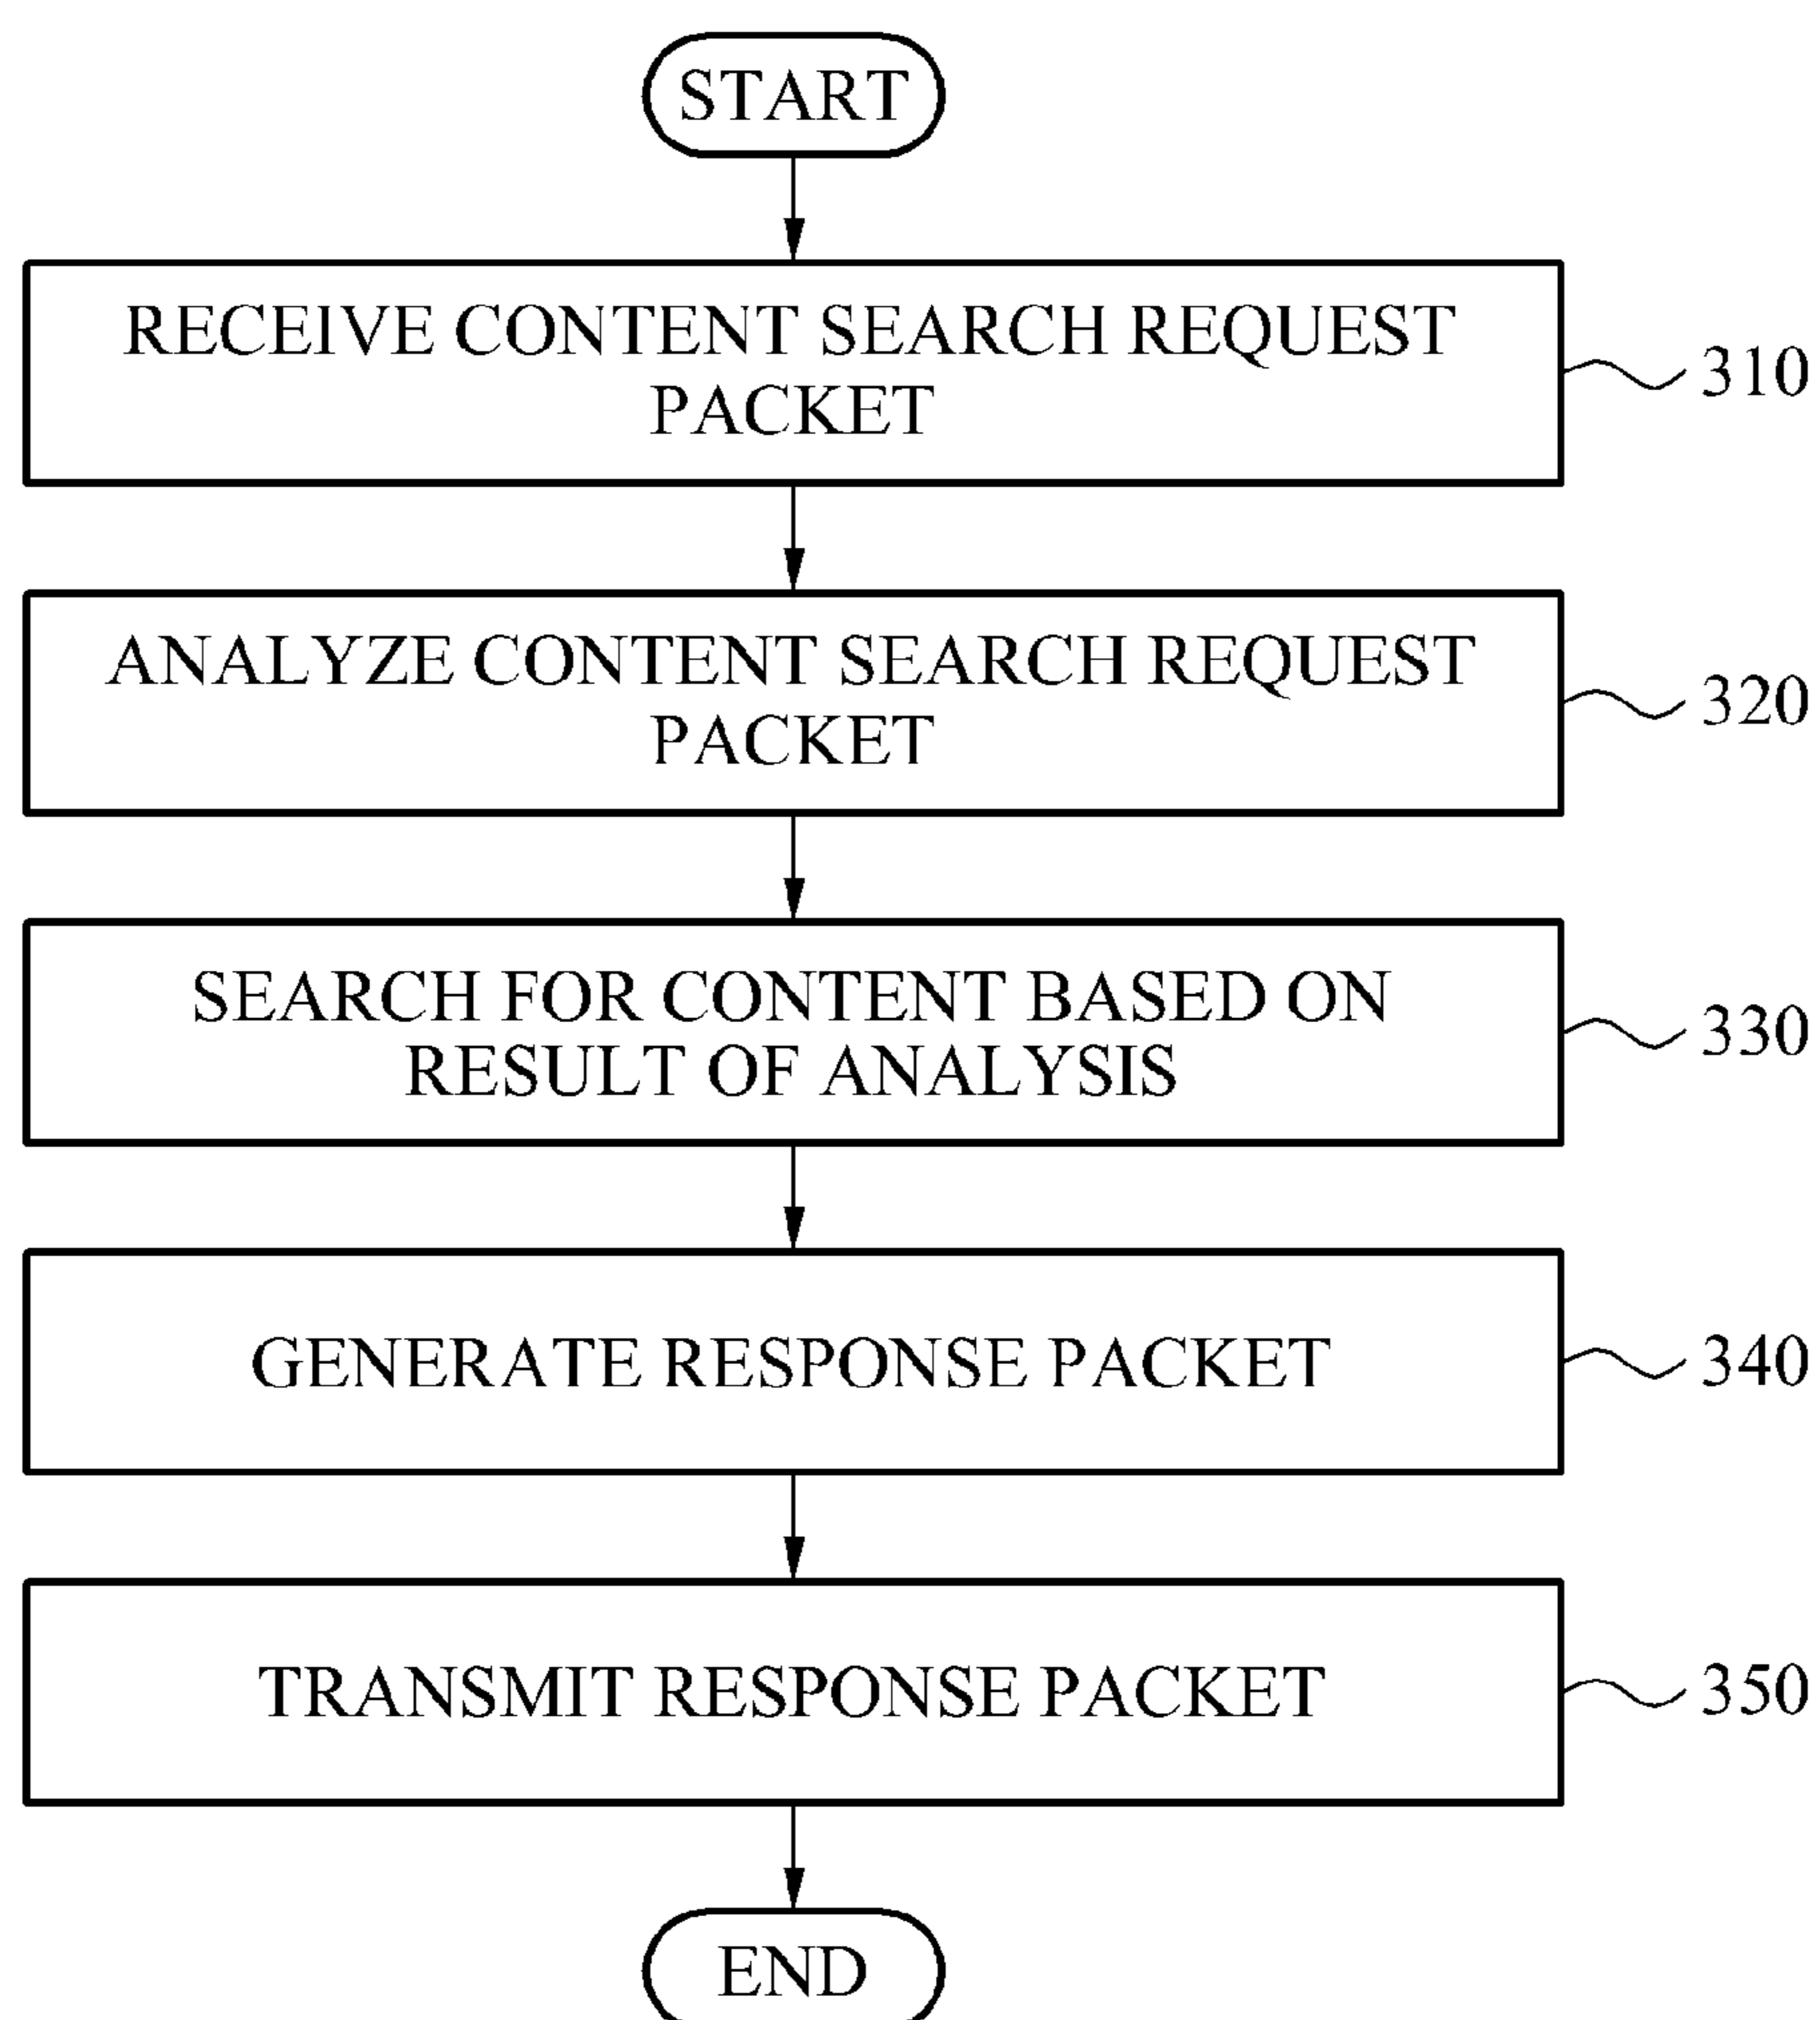 START
RECEIVE CONTENT SEARCH REQUEST
PACKET
310
ANALYZE CONTENT SEARCH REQUEST
PACKET
320
SEARCH FOR CONTENT BASED ON
RESULT OF ANALYSIS
330
GENERATE RESPONSE PACKET
340
TRANSMIT RESPONSE PACKET
350
END